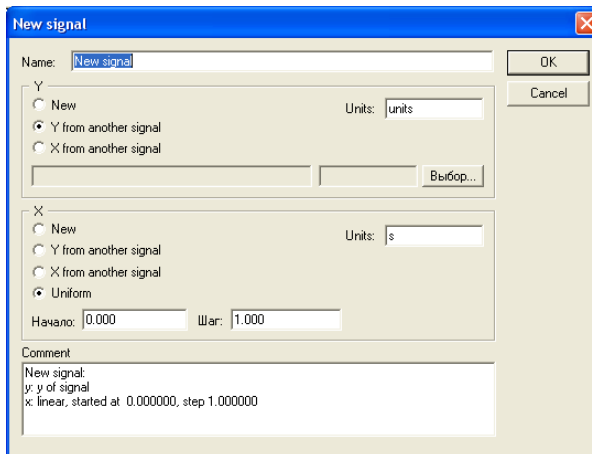 New signal
Name: New signal
OK
Cancel
Y
New
Units: units
Y from another signal
X from another signal
Выбор...
X
New
Units: s
Y from another signal
X from another signal
Uniform
Начало: 0.000 Шаг: 1.000
Comment
New signal:
y: y of signal
x: linear, started at 0.000000, step 1.000000